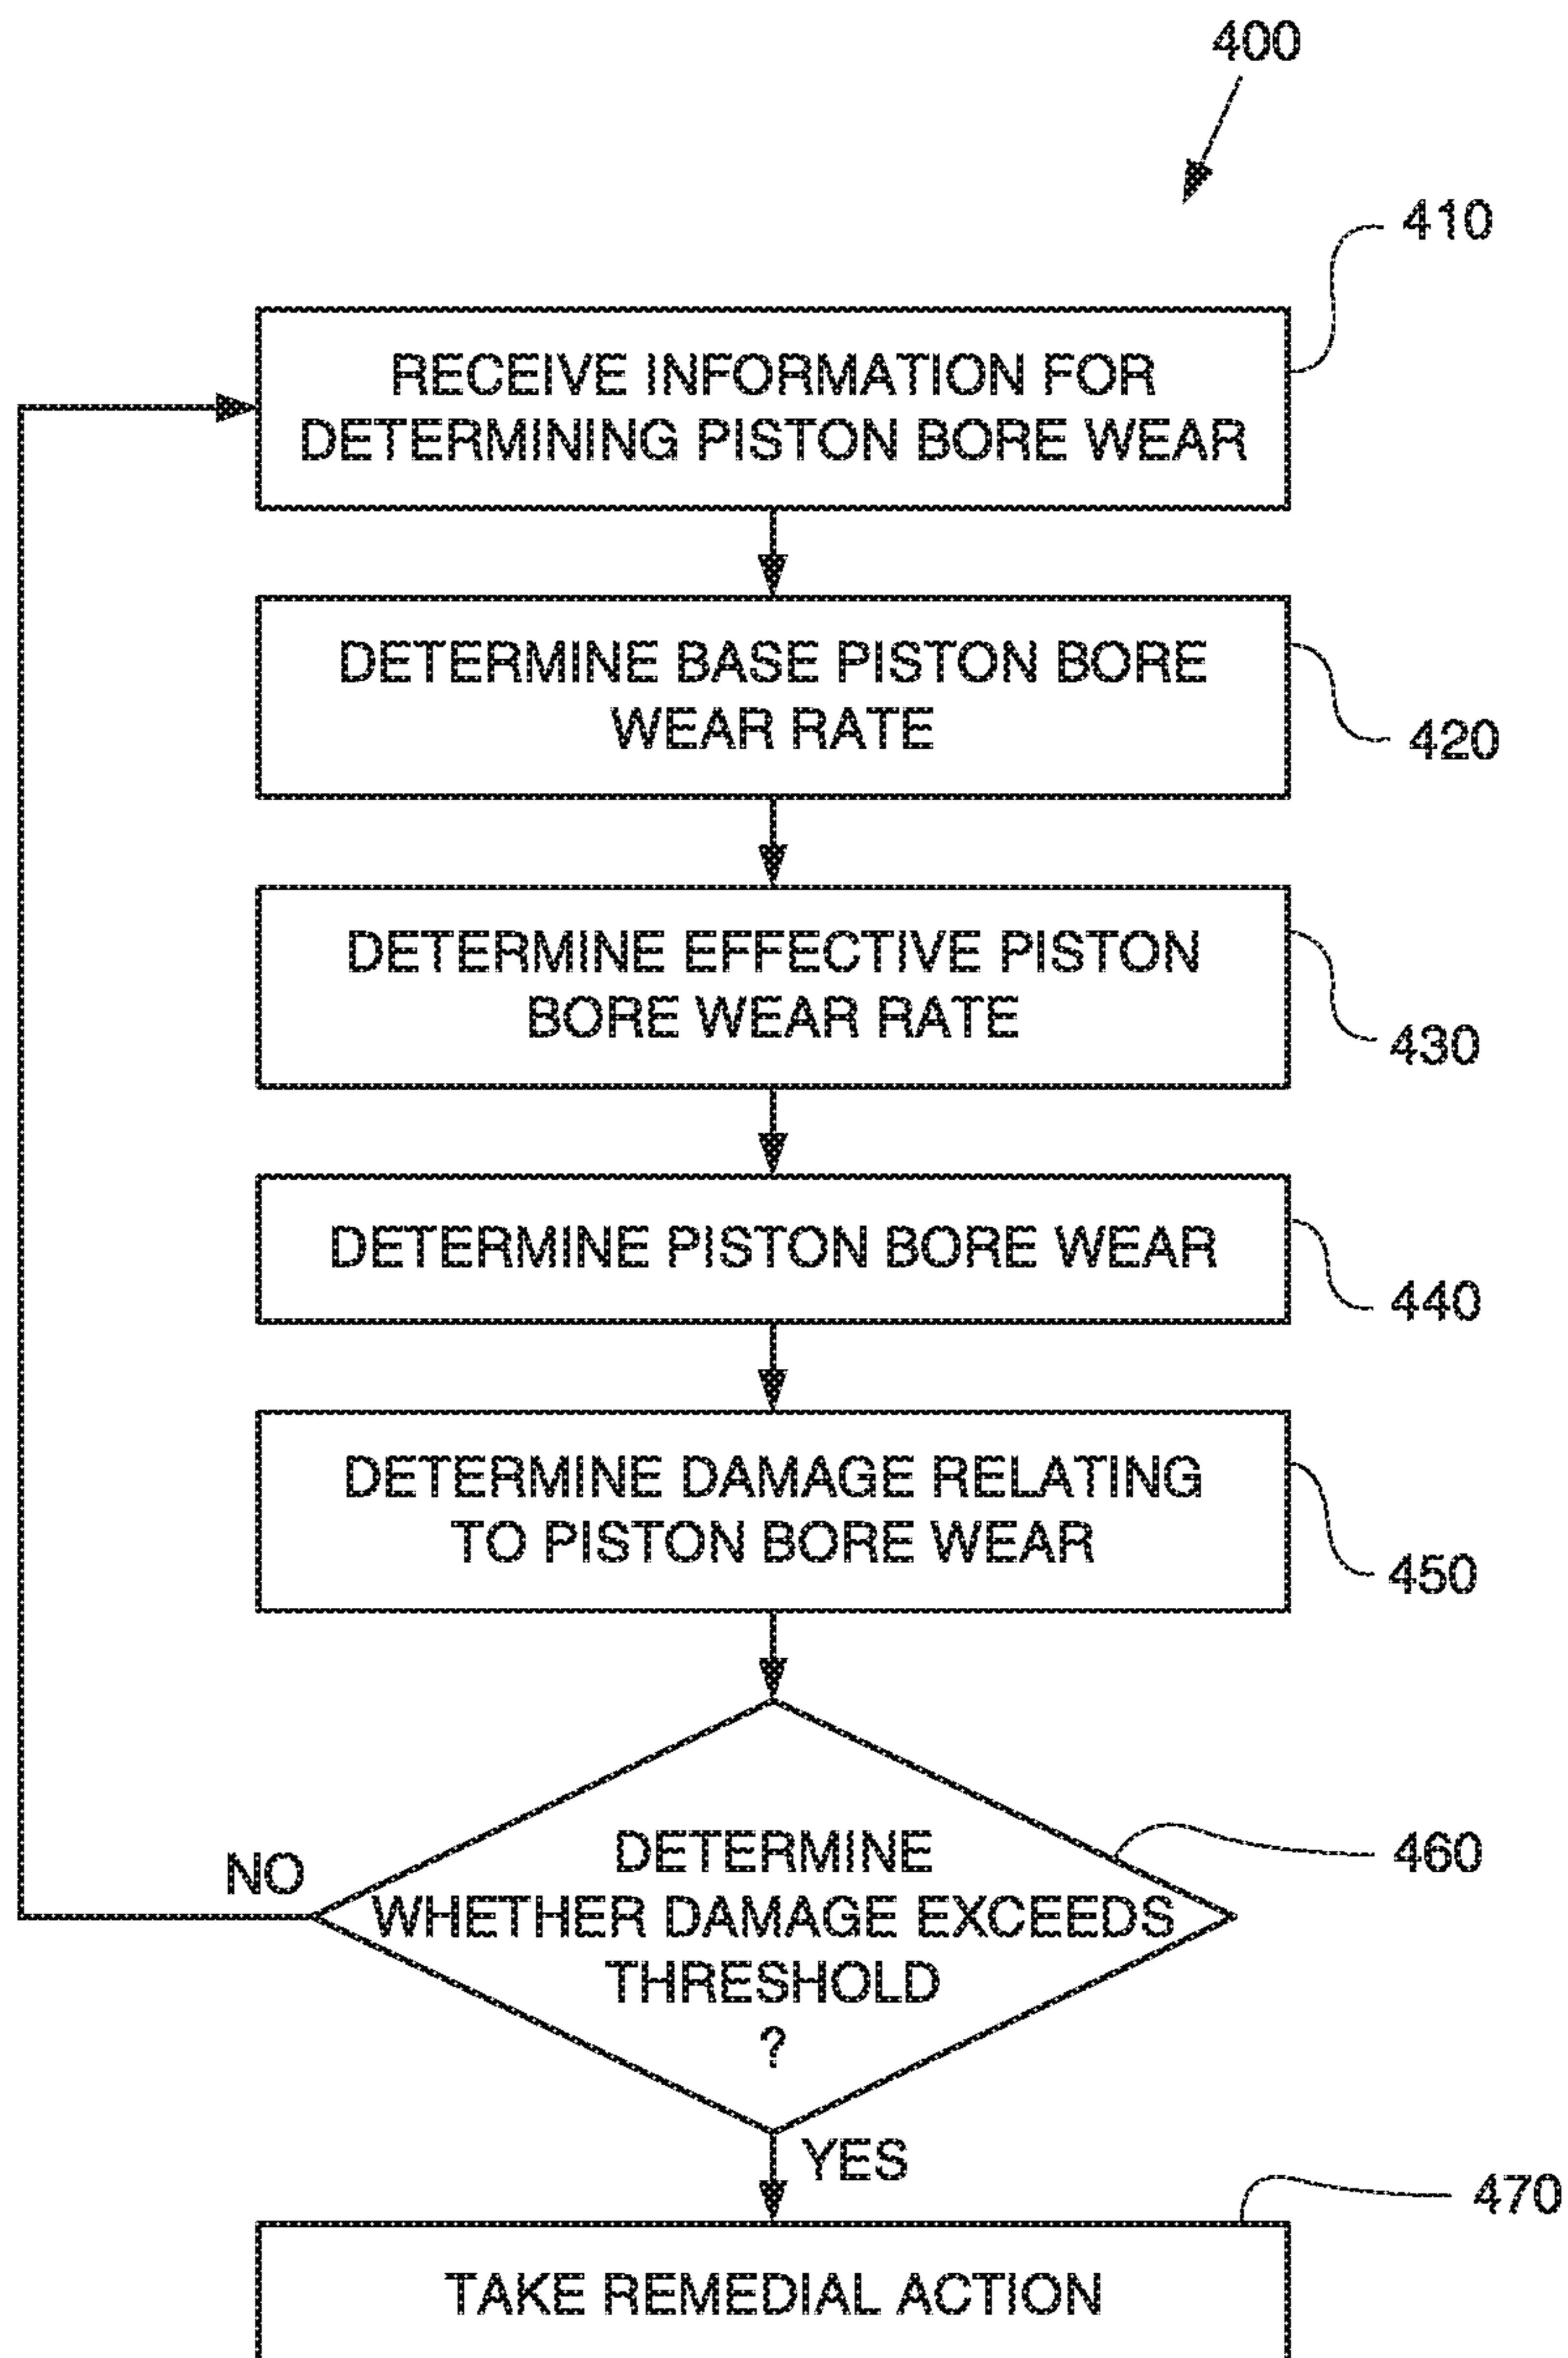 400
410
RECEIVE INFORMATION FOR
DETERMINING PISTON BORE WEAR
DETERMINE BASE PISTON BORE
WEAR RATE
420
DETERMINE EFFECTIVE PISTON
BORE WEAR RATE
430
DETERMINE PISTON BORE WEAR
440
DETERMINE DAMAGE RELATING
TO PISTON BORE WEAR
450
NO
DETERMINE
WHETHER DAMAGE EXCEEDS
THRESHOLD
?
460
YES
470
TAKE REMEDIAL ACTION